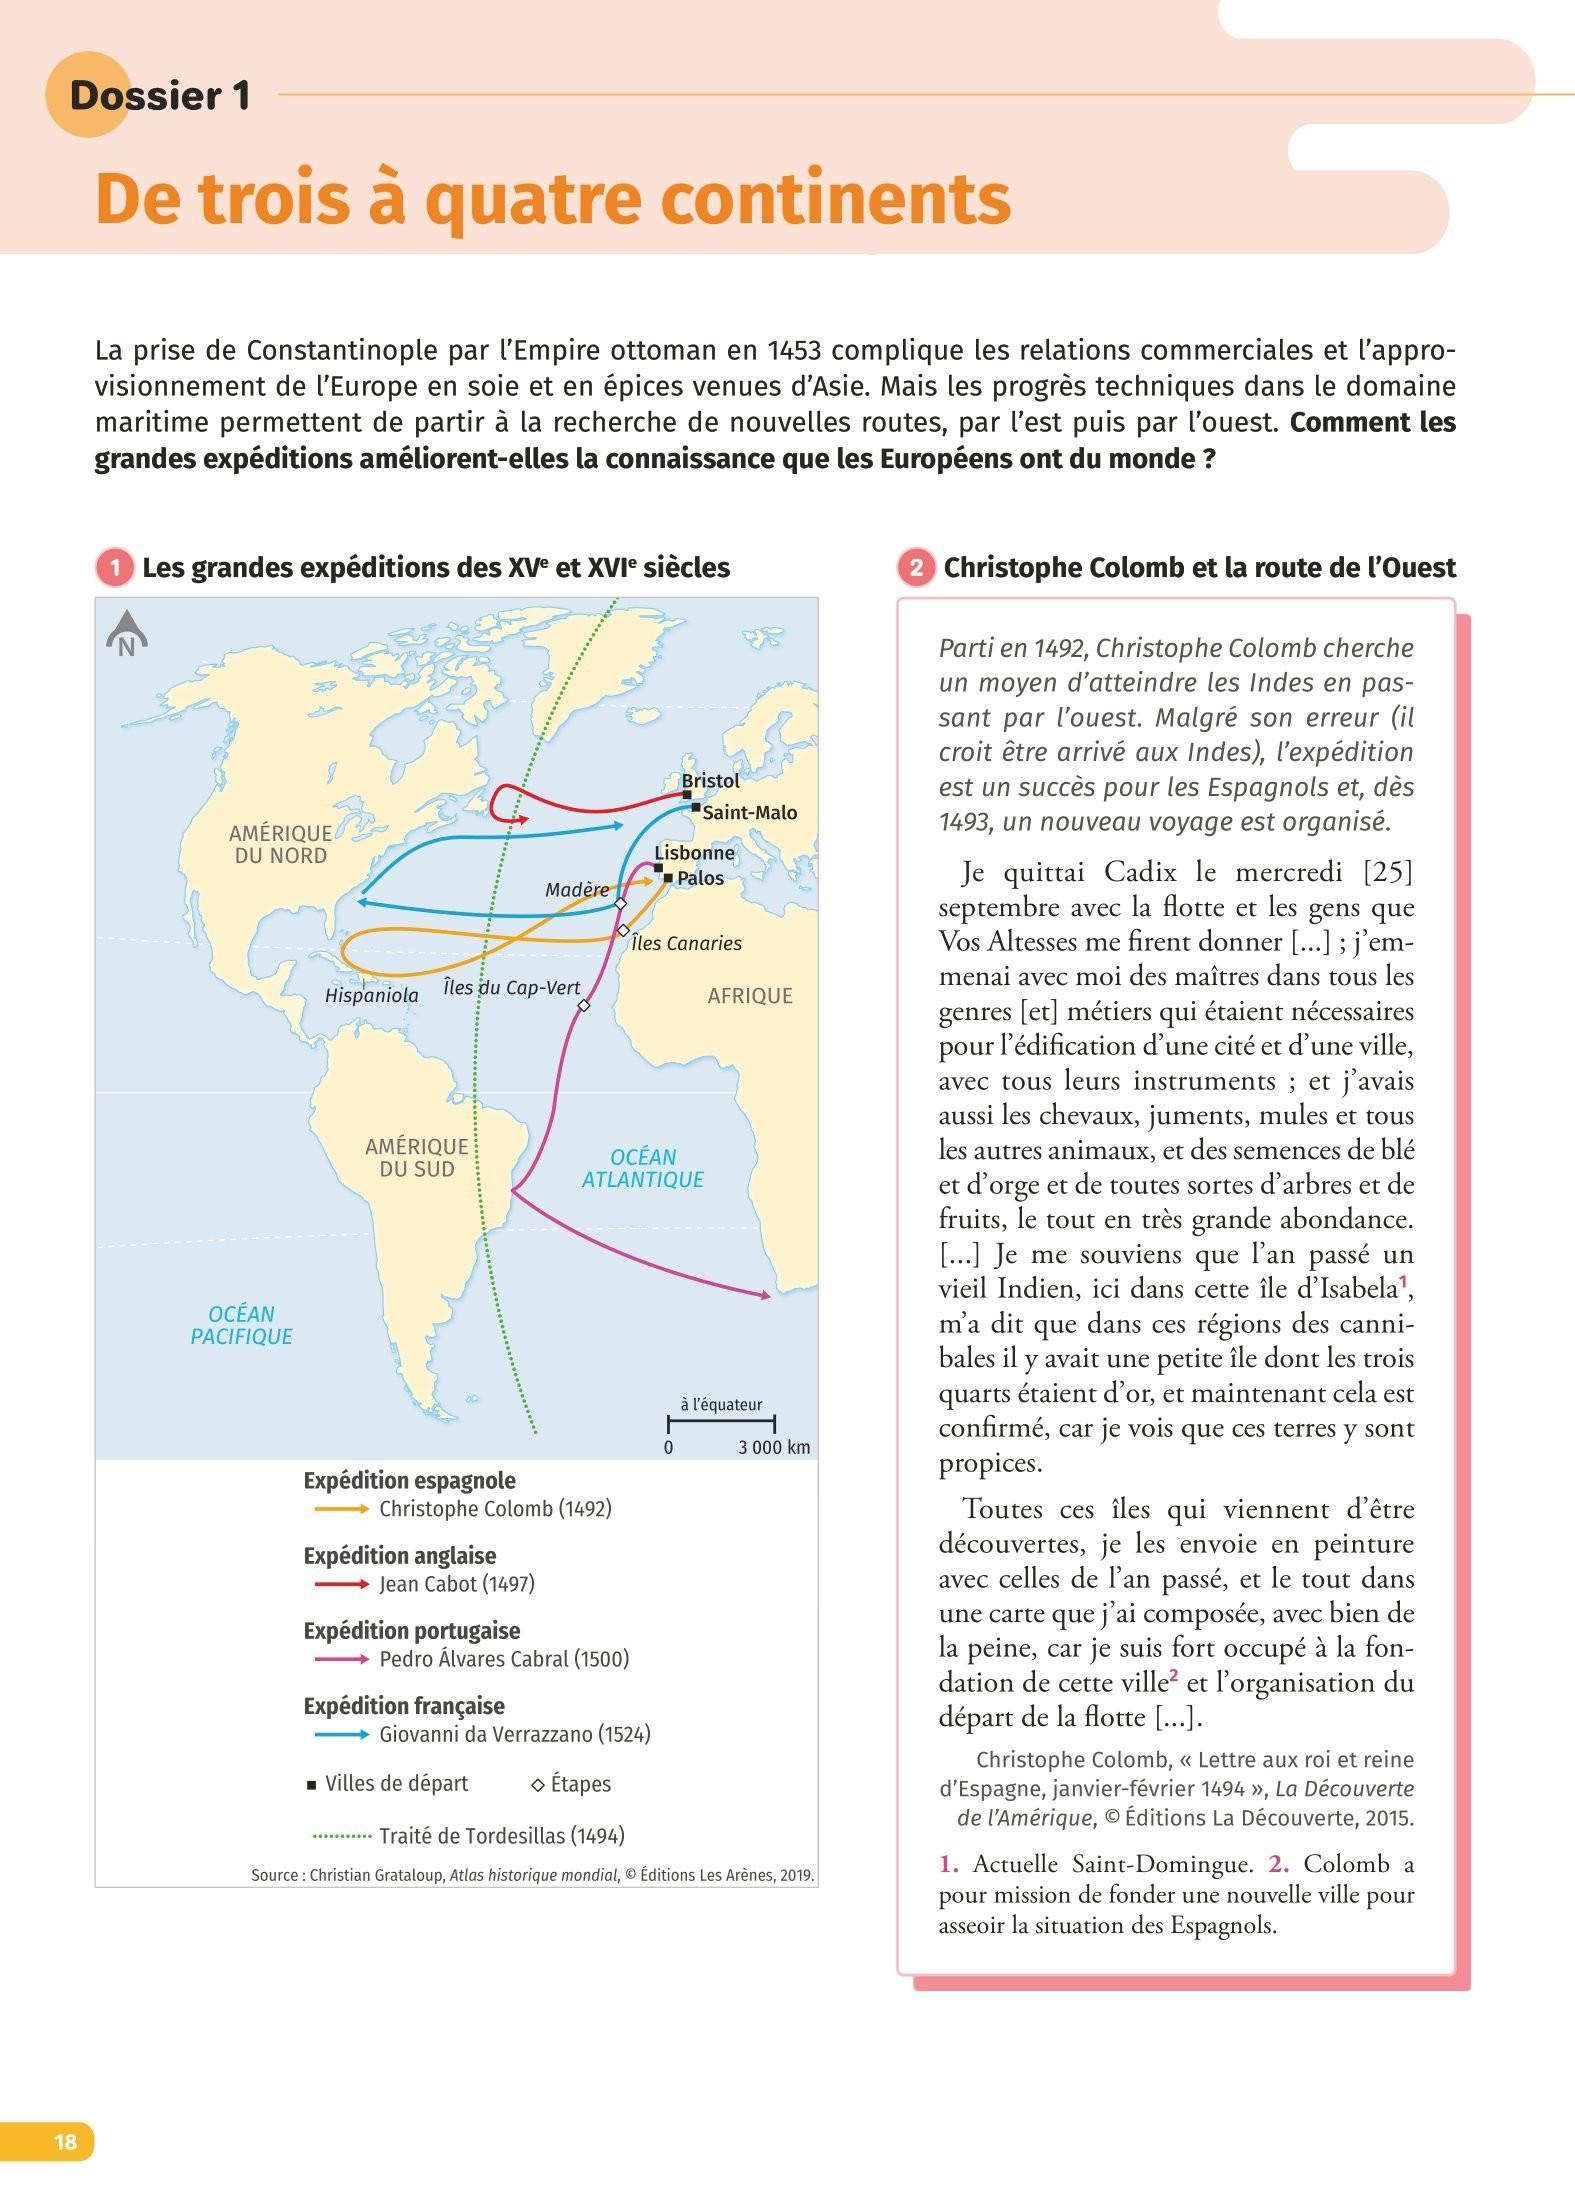 Dossier 1
De trois à quatre continents
La prise de Constantinople par l’Empire ottoman en 1453 complique les relations commerciales et l’appro-
visionnement de l’Europe en soie et en épices venues d’Asie. Mais les progrès techniques dans le domaine
maritime permettent de partir à la recherche de nouvelles routes, par l’est puis par l’ouest. Comment les
grandes expéditions améliorent-elles la connaissance que les Européens ont du monde ?
1 Les grandes expéditions des XVe et XVIe siècles
N
Bristol
Saint-Malo
AMÉRIQUE
DU NORD
Lisbonne
Palos
Madère
Îles Canaries
Hispaniola
Îles du Cap-Vert
AFRIQUE
AMÉRIQUE
DU SUD
OCÉAN
ATLANTIQUE
OCÉAN
PACIFIQUE
à l’équateur
0 3 000 km
Expédition espagnole
Christophe Colomb (1492)
Expédition anglaise
Jean Cabot (1497)
Expédition portugaise
Pedro Álvares Cabral (1500)
Expédition française
Giovanni da Verrazzano (1524)
Villes de départ Étapes
Traité de Tordesillas (1494)
Source : Christian Grataloup, Atlas historique mondial, © Éditions Les Arènes, 2019.
2 Christophe Colomb et la route de l’Ouest
Parti en 1492, Christophe Colomb cherche
un moyen d’atteindre les Indes en pas-
sant par l’ouest. Malgré son erreur (il
croit être arrivé aux Indes), l’expédition
est un succès pour les Espagnols et, dès
1493, un nouveau voyage est organisé.
Je quittai Cadix le mercredi [25]
septembre avec la flotte et les gens que
Vos Altesses me firent donner [...] ; j’em-
menai avec moi des maîtres dans tous les
genres [et] métiers qui étaient nécessaires
pour l’édification d’une cité et d’une ville,
avec tous leurs instruments ; et j’avais
aussi les chevaux, juments, mules et tous
les autres animaux, et des semences de blé
et d’orge et de toutes sortes d’arbres et de
fruits, le tout en très grande abondance.
[...] Je me souviens que l’an passé un
vieil Indien, ici dans cette île d’Isabela1,
m’a dit que dans ces régions des canni-
bales il y avait une petite île dont les trois
quarts étaient d’or, et maintenant cela est
confirmé, car je vois que ces terres y sont
propices.
Toutes ces îles qui viennent d’être
découvertes, je les envoie en peinture
avec celles de l’an passé, et le tout dans
une carte que j’ai composée, avec bien de
la peine, car je suis fort occupé à la fon-
dation de cette ville2 et l’organisation du
départ de la flotte [...].
Christophe Colomb, « Lettre aux roi et reine
d’Espagne, janvier-février 1494 », La Découverte
de l’Amérique, © Éditions La Découverte, 2015.
1. Actuelle Saint-Domingue. 2. Colomb a
pour mission de fonder une nouvelle ville pour
asseoir la situation des Espagnols.
18